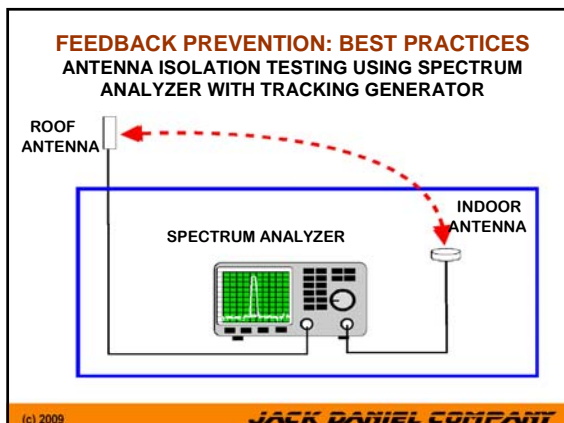 FEEDBACK PREVENTION: BEST PRACTICES
ANTENNA ISOLATION TESTING USING SPECTRUM
ANALYZER WITH TRACKING GENERATOR
ROOF
ANTENNA
INDOOR
ANTENNA
SPECTRUM ANALYZER
(c) 2009
JACK DANIEL COMPANY